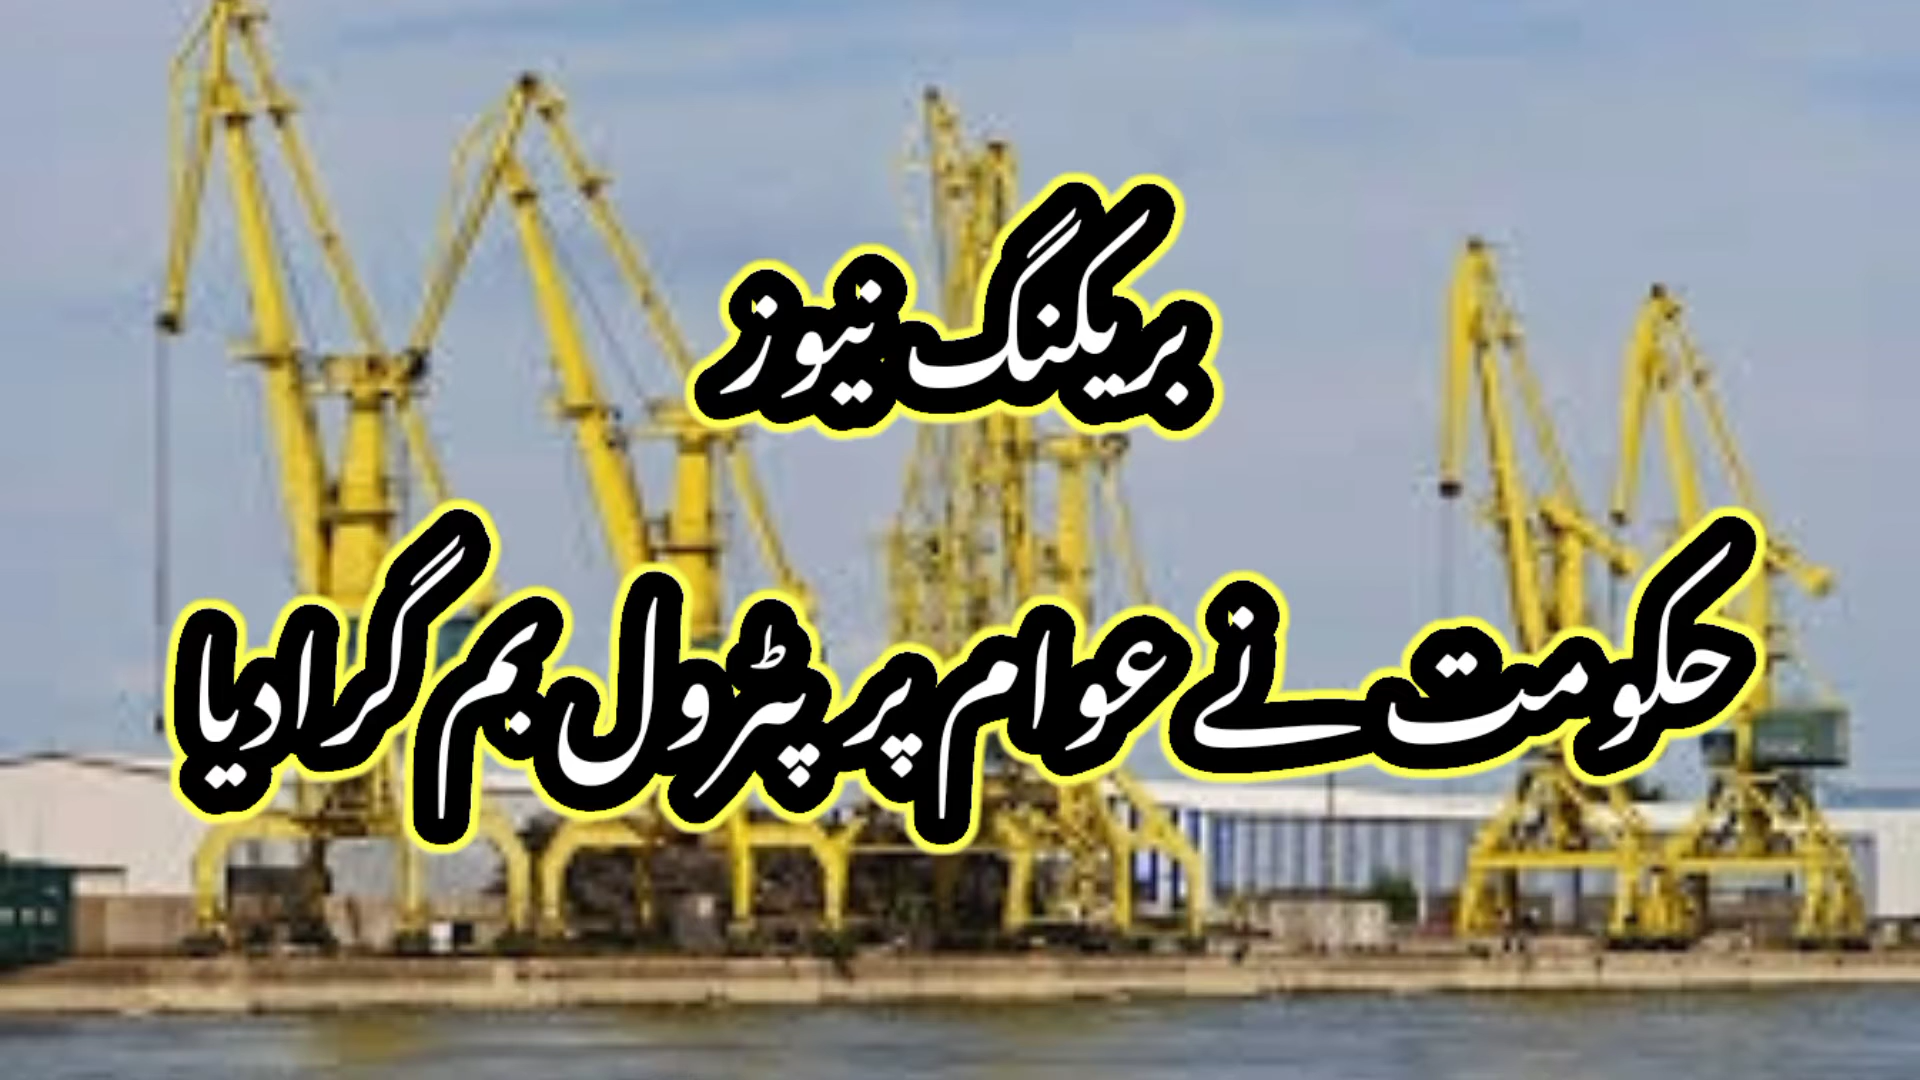 بریکنگ نیوز
حکومت نے عوام پر پٹرول بم گرادیا